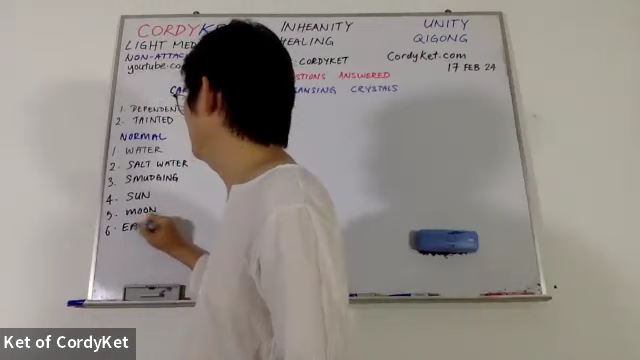 CORDYKE INHEANITY UNITY
LIGHT MED HEALING QIGONG
NON-ATTAC CORDYKET Cordyket.com
youtube.co STIONS ANSWERED 17 FEB 24
CA ANSING CRYSTALS
1. DEPENDEN
2. TAINTED
NORMAL
1 WATER
2. SALT WATER
3. SMUDGING
4. SUN
5. MOON
6. EA
Ket of CordyKet